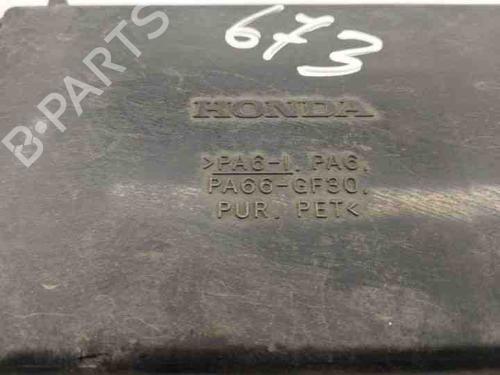 673
HONDA
>PA6-I, PA6,
PA66-GF30,
PUR, PET<
B-PARTS